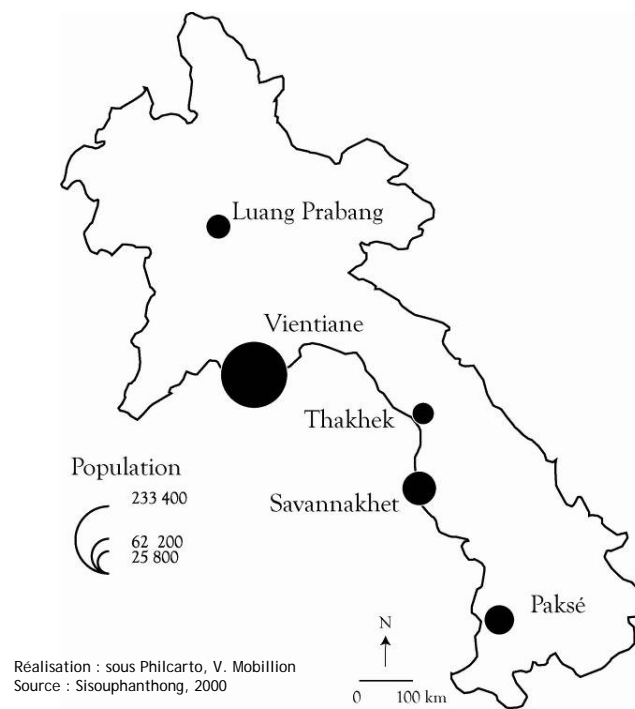 Luang Prabang
Vientiane
Thakhek
Population
233 400
Savannakhet
62 200
25 800
Paksé
N
Réalisation : sous Philcarto, V. Mobillion
Source : Sisouphanthong, 2000
0 100 km